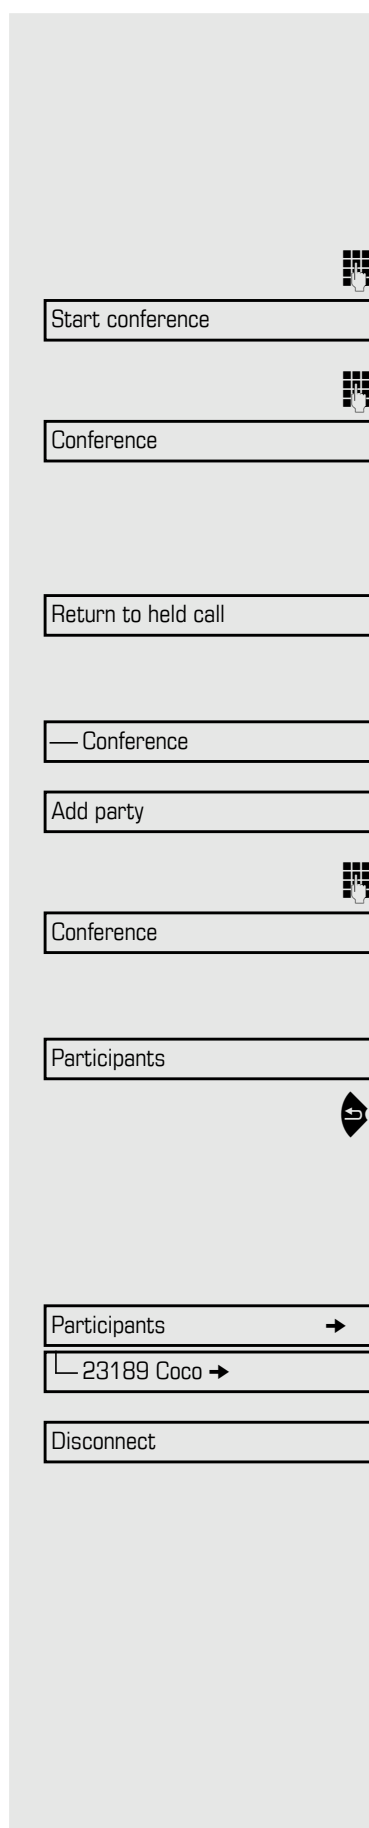 Start conference
Conference
Return to held call
— Conference
Add party
Conference
Participants
Participants →
23189 Coco →
Disconnect